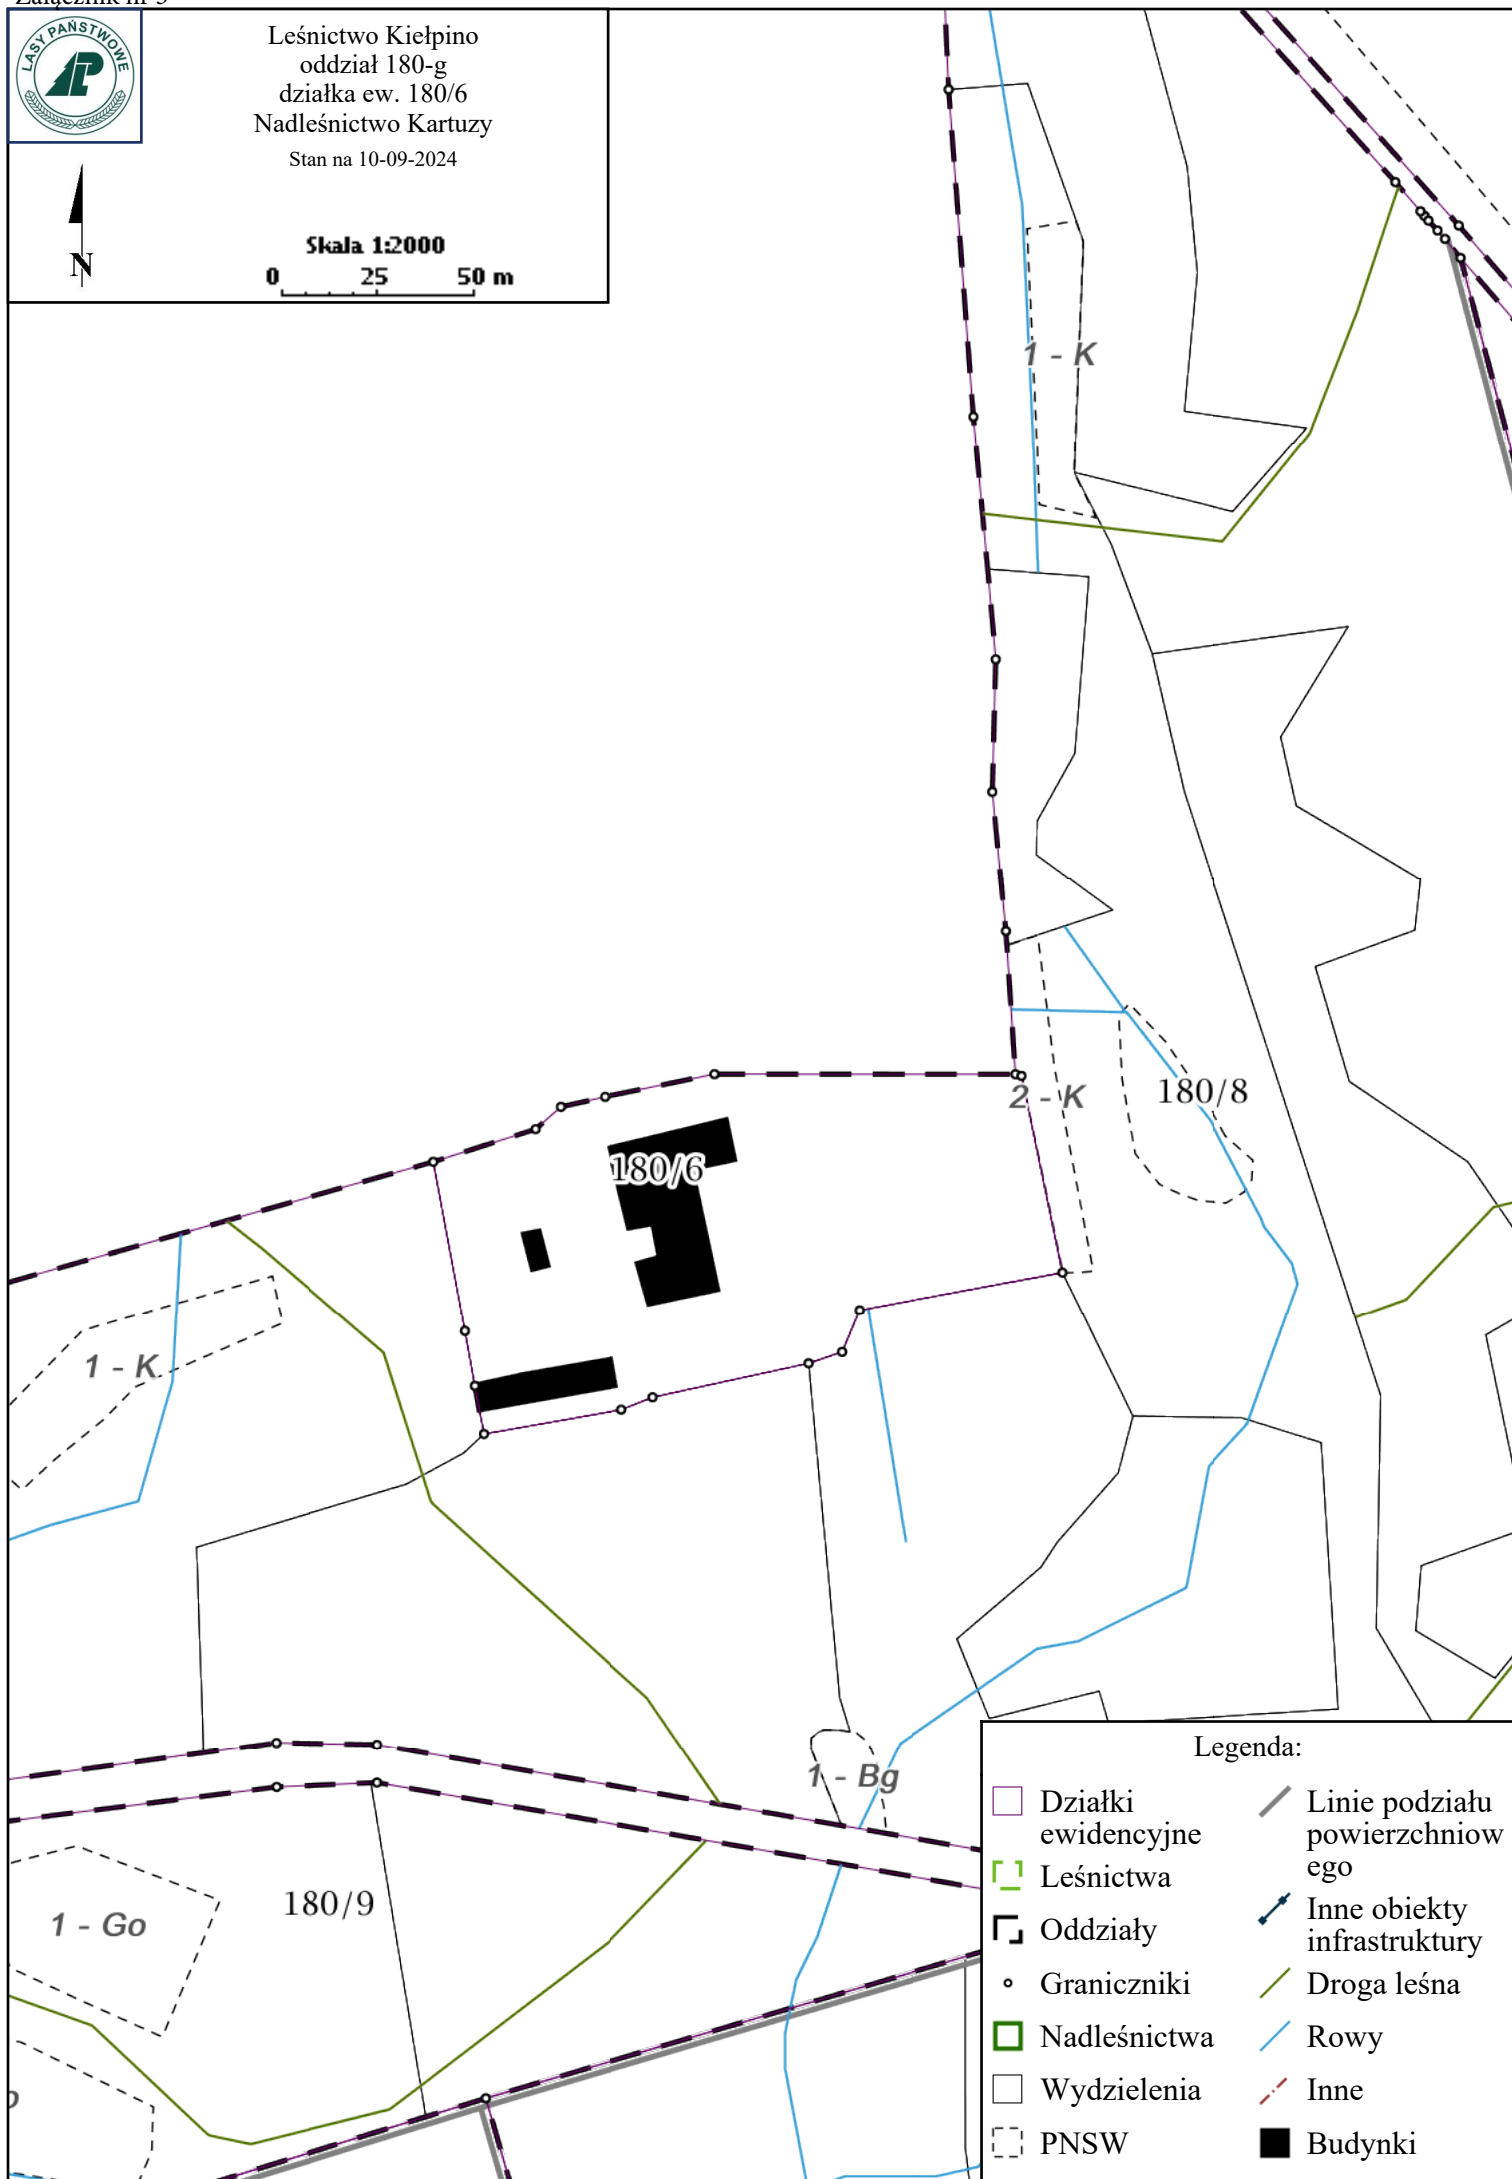 LASY PAŃSTWOWE
Leśnictwo Kiełpino
oddział 180-g
działka ew. 180/6
Nadleśnictwo Kartuzy
Stan na 10-09-2024
N
Skala 1:2000
0 25 50 m
1 - K
2 - K
180/8
180/6
1 - K
1 - Bg
180/9
1 - Go
Legenda:
Działki
ewidencyjne
Leśnictwa
Oddziały
Graniczniki
Nadleśnictwa
Wydzielenia
PNSW
Linie podziału
powierzchniow
ego
Inne obiekty
infrastruktury
Droga leśna
Rowy
Inne
Budynki